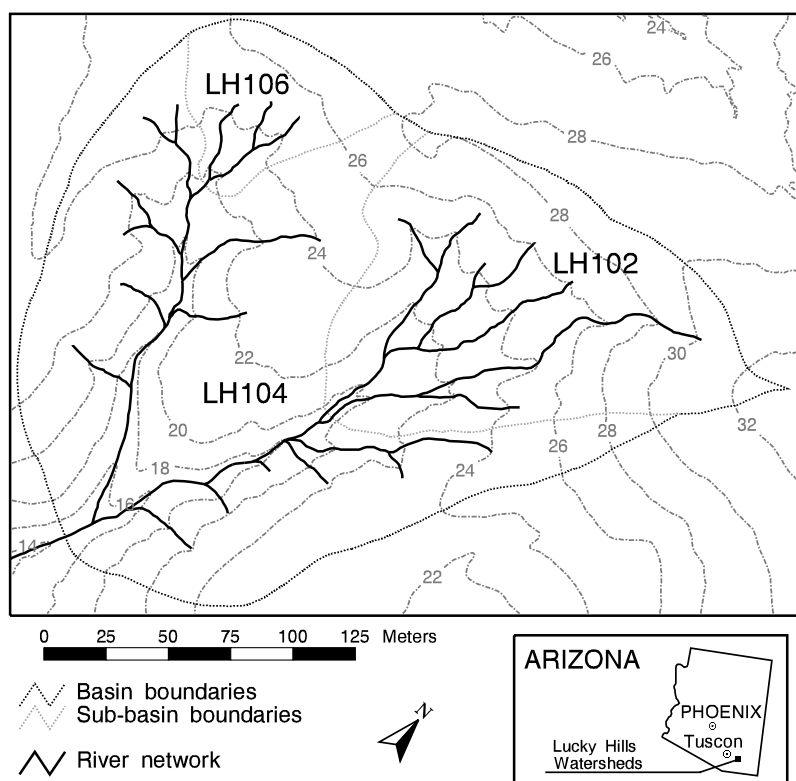 24
26
LH106
28
26
28
24
LH102
22
30
LH104
32
20
26
28
18
24
16
14
22
0 25 50 75 100 125 Meters
Basin boundaries
Sub-basin boundaries
River network
N
ARIZONA
PHOENIX
Tuscon
Lucky Hills
Watersheds